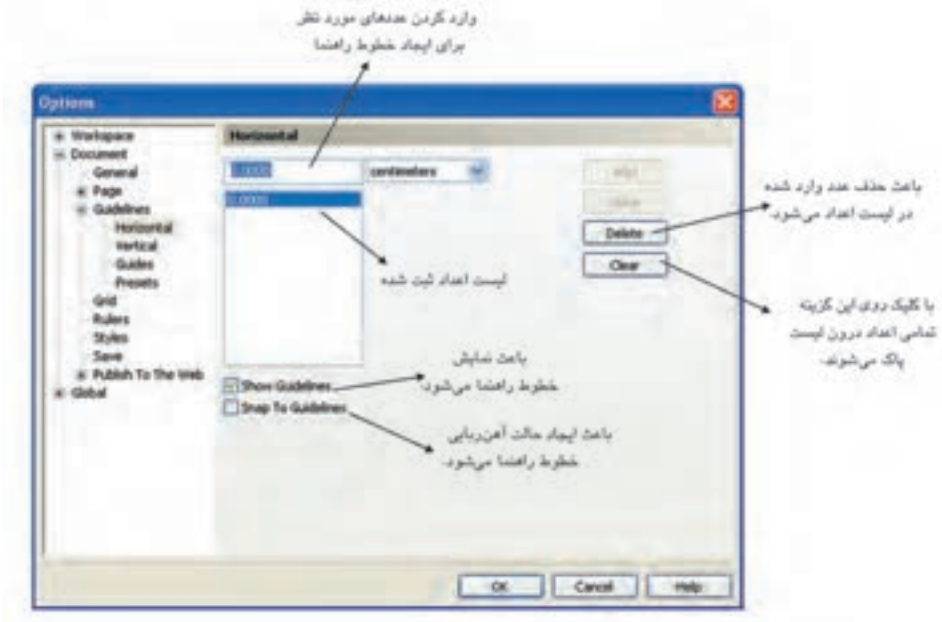 وارد کردن عددهای مورد نظر
برای ایجاد خطوط راهنما
Options
Workspace
Document
General
Page
Guidelines
Horizontal
Vertical
Guides
Presets
Grid
Rulers
Styles
Save
Publish To The Web
Global
Horizontal
centimeters
0.0000
Add
Delete
Clear
باعث حذف عدد وارد شده
در لیست اعداد می‌شود.
لیست اعداد ثبت شده
با کلیک روی این گزینه
تمامی اعداد درون لیست
پاک می‌شوند.
باعث نمایش
خطوط راهنما می‌شود.
Show Guidelines
Snap To Guidelines
باعث ایجاد حالت آهن‌ربایی
خطوط راهنما می‌شود.
OK
Cancel
Help